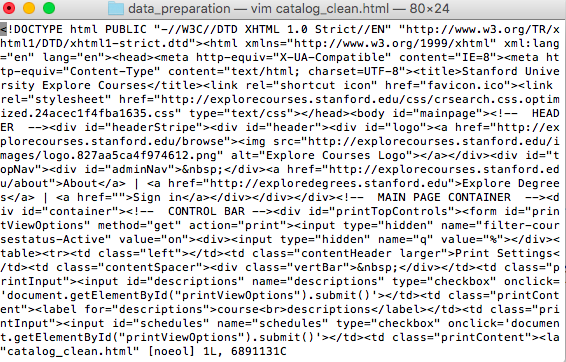 data_preparation — vim catalog_clean.html — 80×24
<!DOCTYPE html PUBLIC "-//W3C//DTD XHTML 1.0 Strict//EN" "http://www.w3.org/TR/x
html1/DTD/xhtml1-strict.dtd"><html xmlns="http://www.w3.org/1999/xhtml" xml:lang
="en" lang="en"><head><meta http-equiv="X-UA-Compatible" content="IE=8"><meta ht
tp-equiv="Content-Type" content="text/html; charset=UTF-8"><title>Stanford Unive
rsity Explore Courses</title><link rel="shortcut icon" href="favicon.ico"><link
rel="stylesheet" href="http://explorecourses.stanford.edu/css/crsearch.css.optim
ized.24acec1f4fba1635.css" type="text/css"></head><body id="mainpage"><!--  HEAD
ER  --><div id="headerStripe"><div id="header"><div id="logo"><a href="http://ex
plorecourses.stanford.edu/browse"><img src="http://explorecourses.stanford.edu/i
mages/logo.827aa5ca4f974612.png" alt="Explore Courses Logo"></a></div><div id="t
opNav"><div id="adminNav">&nbsp;</div><a href="http://explorecourses.stanford.ed
u/about">About</a> | <a href="http://exploredegrees.stanford.edu">Explore Degree
s</a> | <a href="">Sign in</a></div></div></div><!--  MAIN PAGE CONTAINER  --><d
iv id="container"><!--  CONTROL BAR --><div id="printTopControls"><form id="prin
tViewOptions" method="get" action="print"><input type="hidden" name="filter-cour
sestatus-Active" value="on"><div><input type="hidden" name="q" value="%"></div><
table><tr><td class="left"></td><td class="contentHeader larger">Print Settings<
/td><td class="contentSpacer"><div class="vertBar">&nbsp;</div></td><td class="p
rintInput"><input id="descriptions" name="descriptions" type="checkbox" onclick=
'document.getElementById("printViewOptions").submit()'></td><td class="printCont
ent"><label for="descriptions">course<br>descriptions</label></td><td class="pri
ntInput"><input id="schedules" name="schedules" type="checkbox" onclick='documen
t.getElementById("printViewOptions").submit()'></td><td class="printContent"><la
"catalog_clean.html" [noeol] 1L, 6891131C